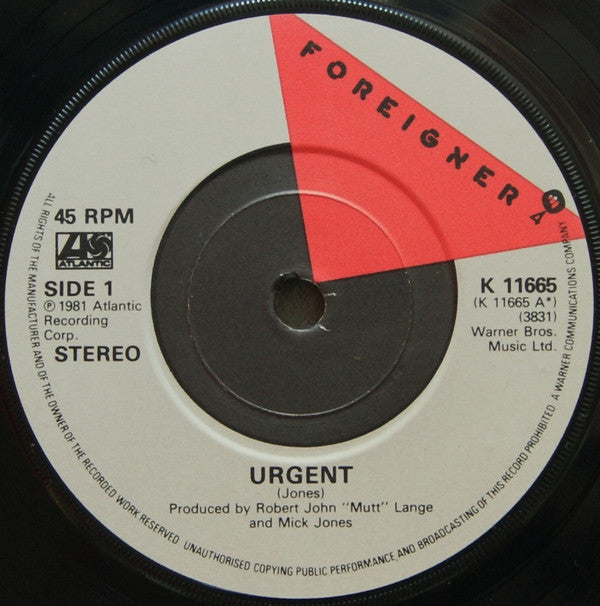 FOREIGNER
4
45 RPM
ATLANTIC
SIDE 1
℗ 1981 Atlantic
Recording
Corp.
STEREO
K 11665
(K 11665 A*)
(3831)
Warner Bros.
Music Ltd.
URGENT
(Jones)
Produced by Robert John "Mutt" Lange
and Mick Jones
ALL RIGHTS OF THE MANUFACTURER AND OF THE OWNER OF THE RECORDED WORK RESERVED. UNAUTHORISED COPYING PUBLIC PERFORMANCE, AND BROADCASTING OF THIS RECORD PROHIBITED. A WARNER COMMUNICATIONS COMPANY